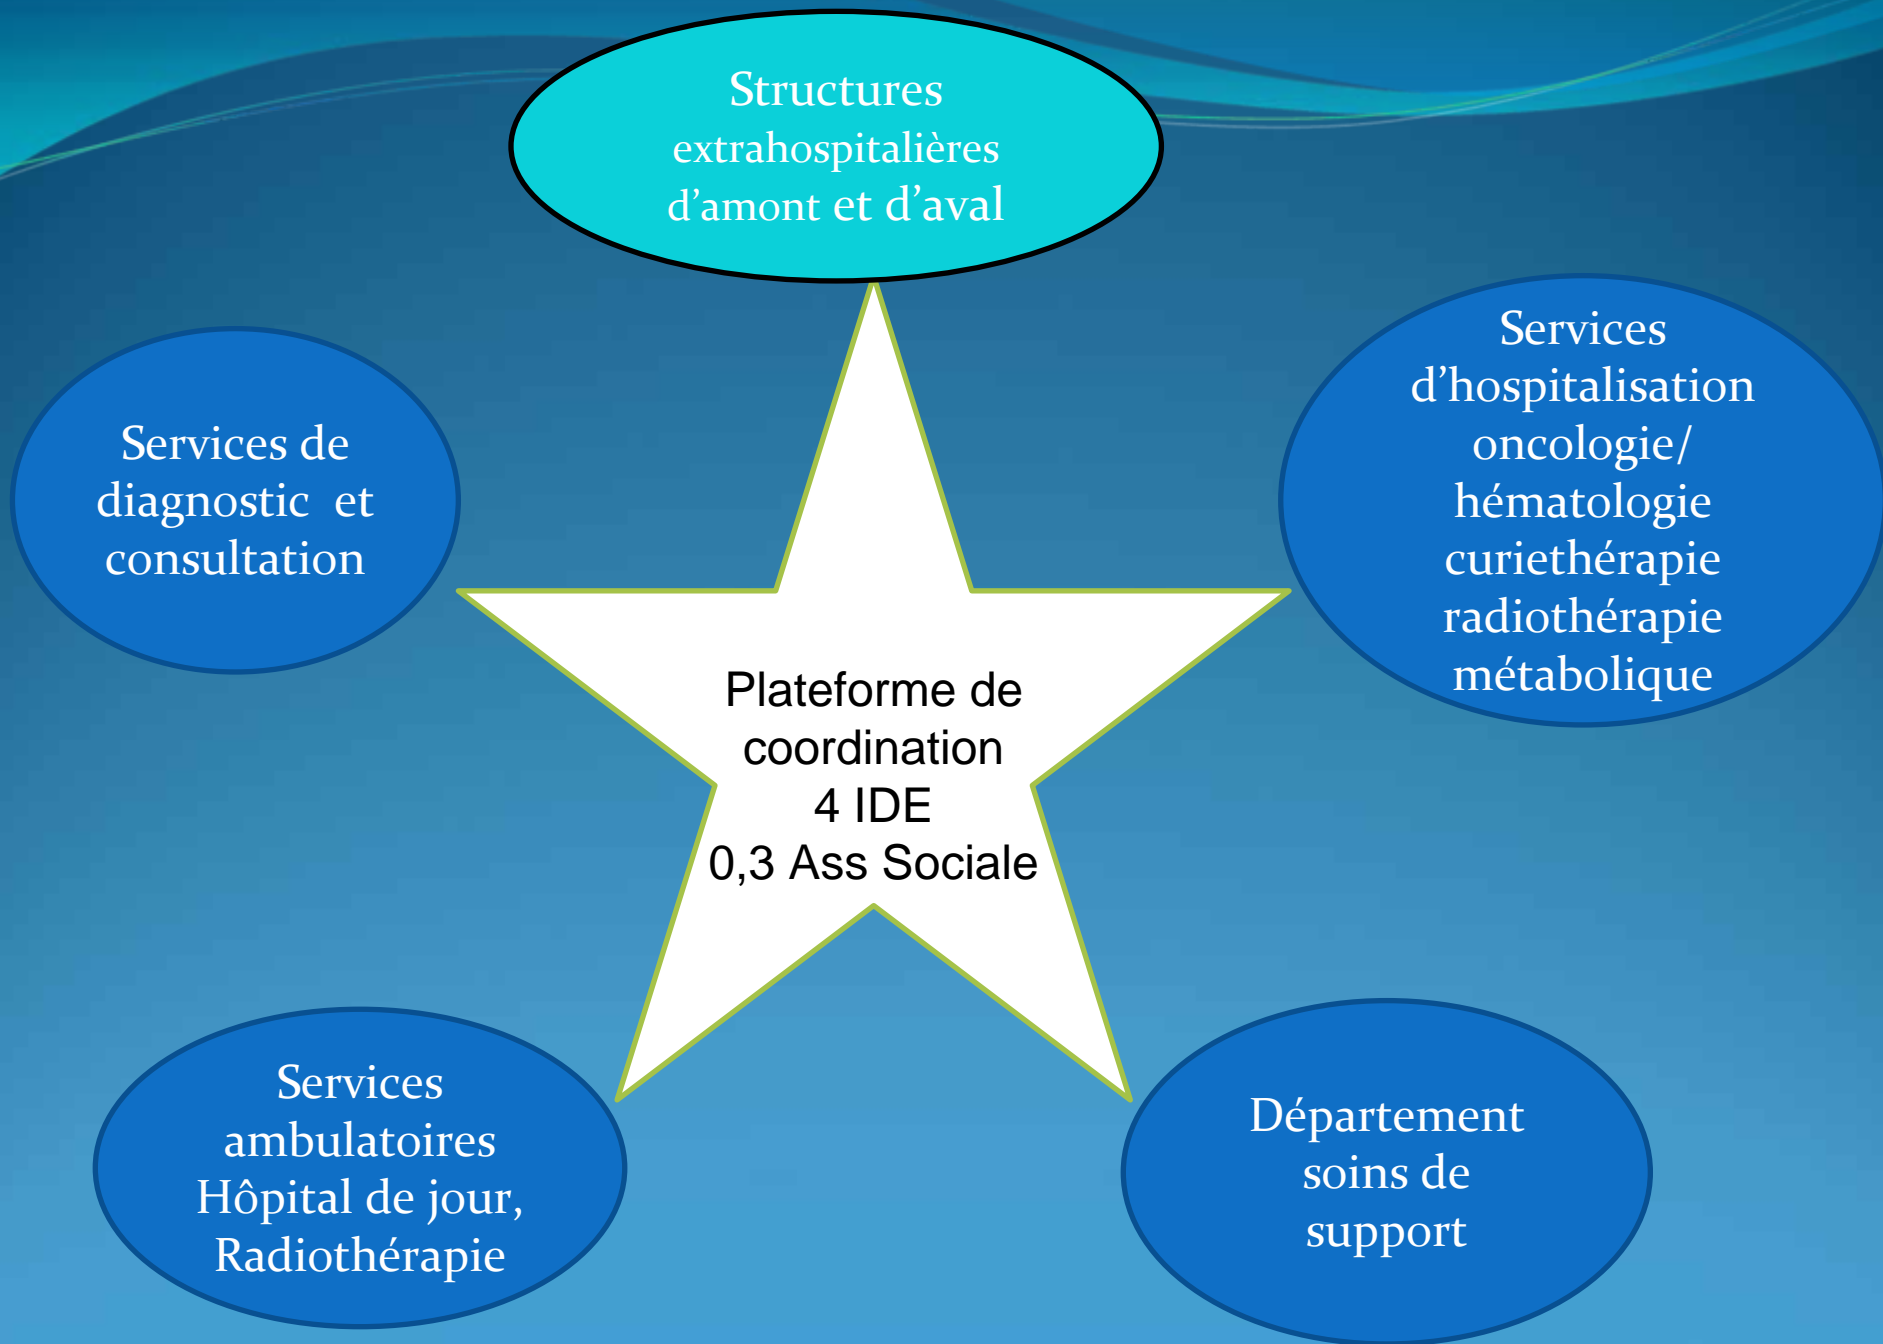 Structures
extrahospitalières
d’amont et d’aval
Services de
diagnostic et
consultation
Services
d’hospitalisation
oncologie/
hématologie
curiethérapie
radiothérapie
métabolique
Plateforme de
coordination
4 IDE
0,3 Ass Sociale
Services
ambulatoires
Hôpital de jour,
Radiothérapie
Département
soins de
support